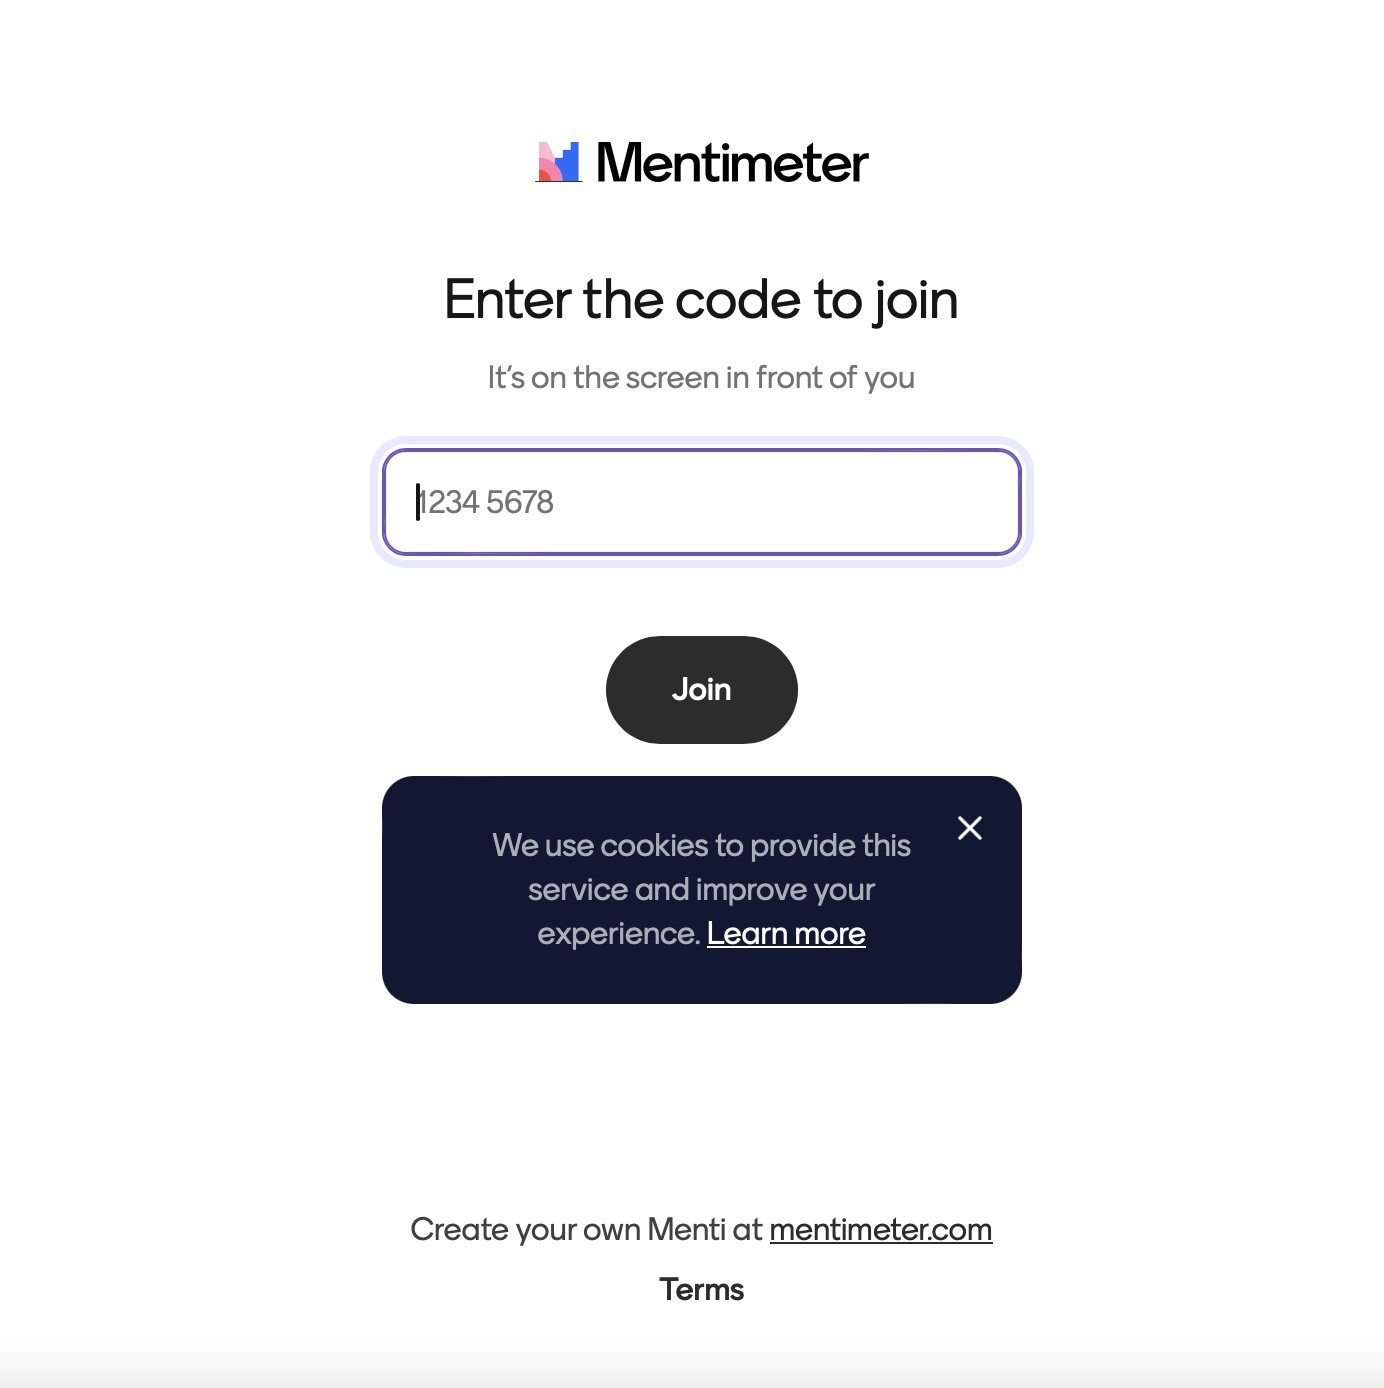 Mentimeter
Enter the code to join
It’s on the screen in front of you
1234 5678
Join
We use cookies to provide this
service and improve your
experience. Learn more
Create your own Menti at mentimeter.com
Terms